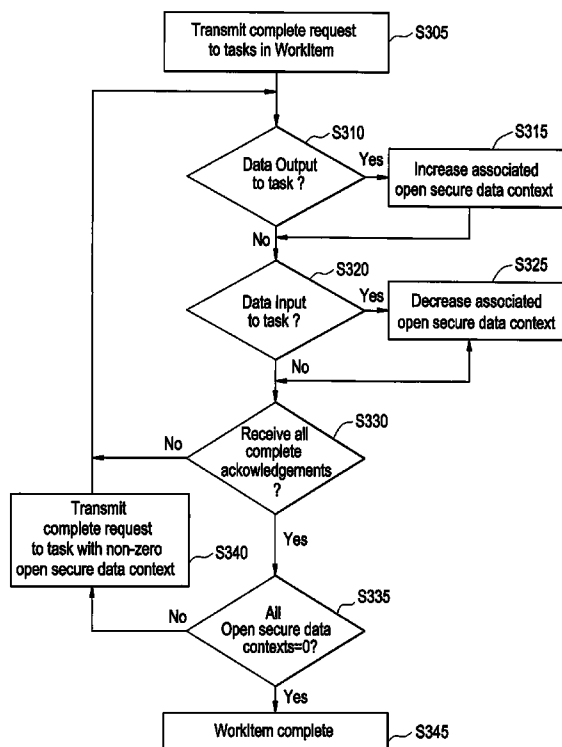 Transmit complete request
to tasks in WorkItem
S305
S310
Data Output
to task ?
Yes
S315
Increase associated
open secure data context
No
S320
Data Input
to task ?
Yes
S325
Decrease associated
open secure data context
No
S330
Receive all
complete
ackowledgements
?
No
Yes
Transmit
complete request
to task with non-zero
open secure data context
S340
S335
All
Open secure data
contexts=0?
No
Yes
WorkItem complete
S345